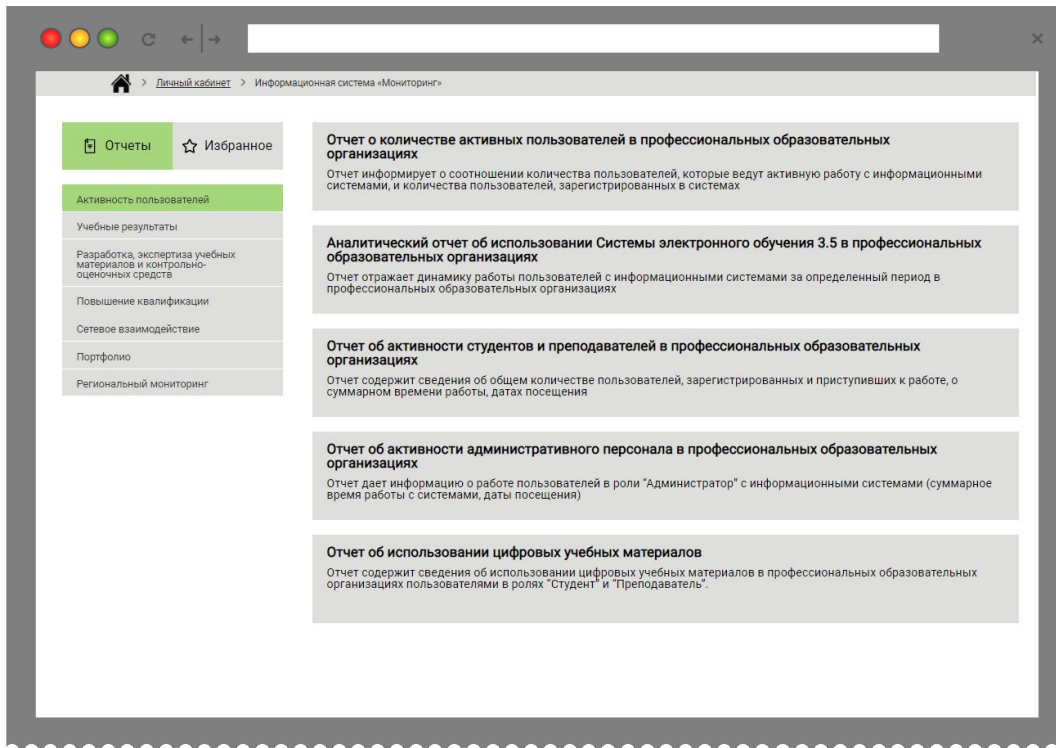 > Личный кабинет > Информационная система «Мониторинг»
Отчеты
Избранное
Активность пользователей
Учебные результаты
Разработка, экспертиза учебных
материалов и контрольно-
оценочных средств
Повышение квалификации
Сетевое взаимодействие
Портфолио
Региональный мониторинг
Отчет о количестве активных пользователей в профессиональных образовательных
организациях
Отчет информирует о соотношении количества пользователей, которые ведут активную работу с информационными
системами, и количества пользователей, зарегистрированных в системах
Аналитический отчет об использовании Системы электронного обучения 3.5 в профессиональных
образовательных организациях
Отчет отражает динамику работы пользователей с информационными системами за определенный период в
профессиональных образовательных организациях
Отчет об активности студентов и преподавателей в профессиональных образовательных
организациях
Отчет содержит сведения об общем количестве пользователей, зарегистрированных и приступивших к работе, о
суммарном времени работы, датах посещения
Отчет об активности административного персонала в профессиональных образовательных
организациях
Отчет дает информацию о работе пользователей в роли “Администратор” с информационными системами (суммарное
время работы с системами, даты посещения)
Отчет об использовании цифровых учебных материалов
Отчет содержит сведения об использовании цифровых учебных материалов в профессиональных образовательных
организациях пользователями в ролях “Студент” и “Преподаватель”.